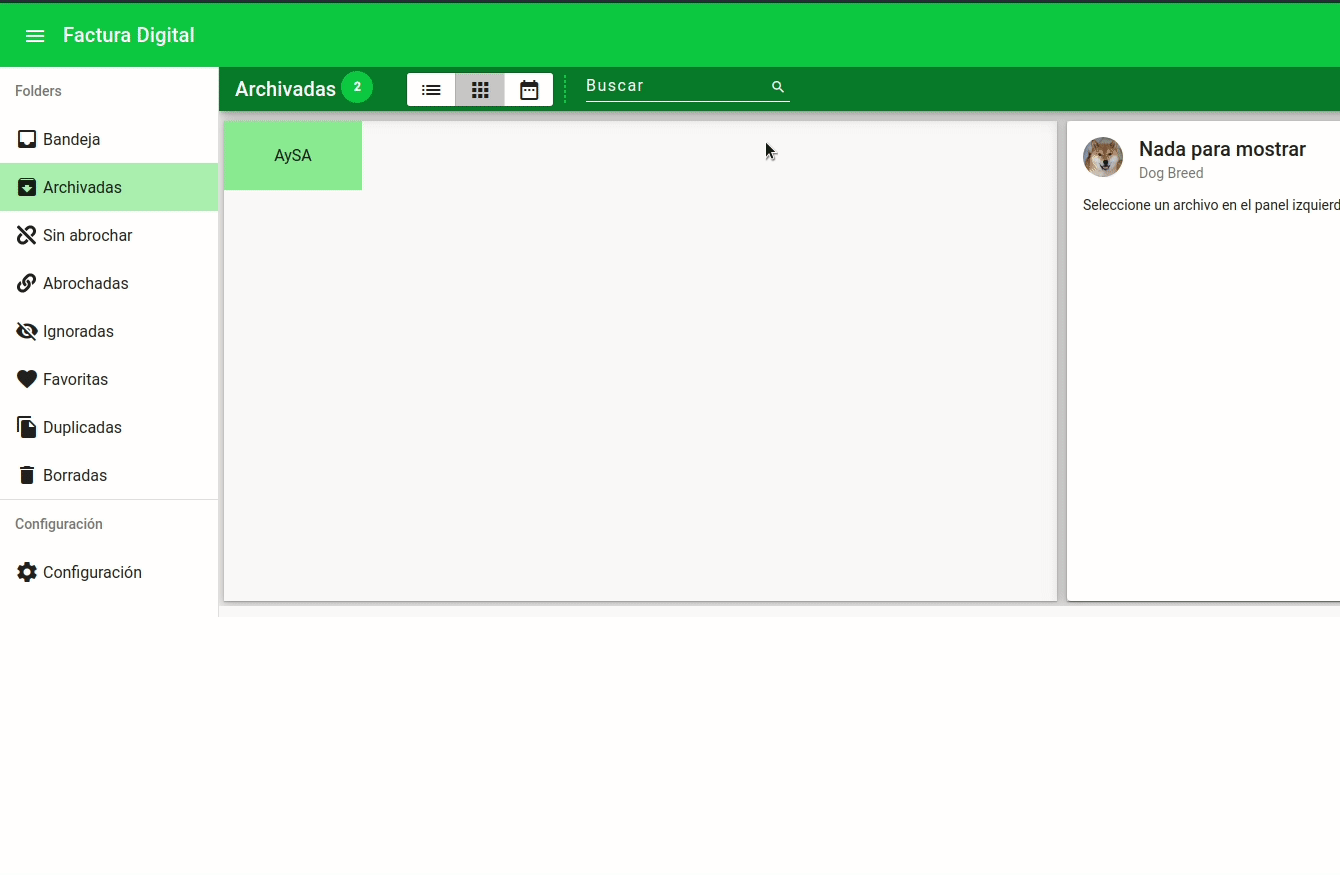 Factura Digital
Folders
Bandeja
Archivadas
Sin abrochar
Abrochadas
Ignoradas
Favoritas
Duplicadas
Borradas
Configuración
Configuración
Archivadas 2
Buscar
AySA
Nada para mostrar
Dog Breed
Seleccione un archivo en el panel izquierd